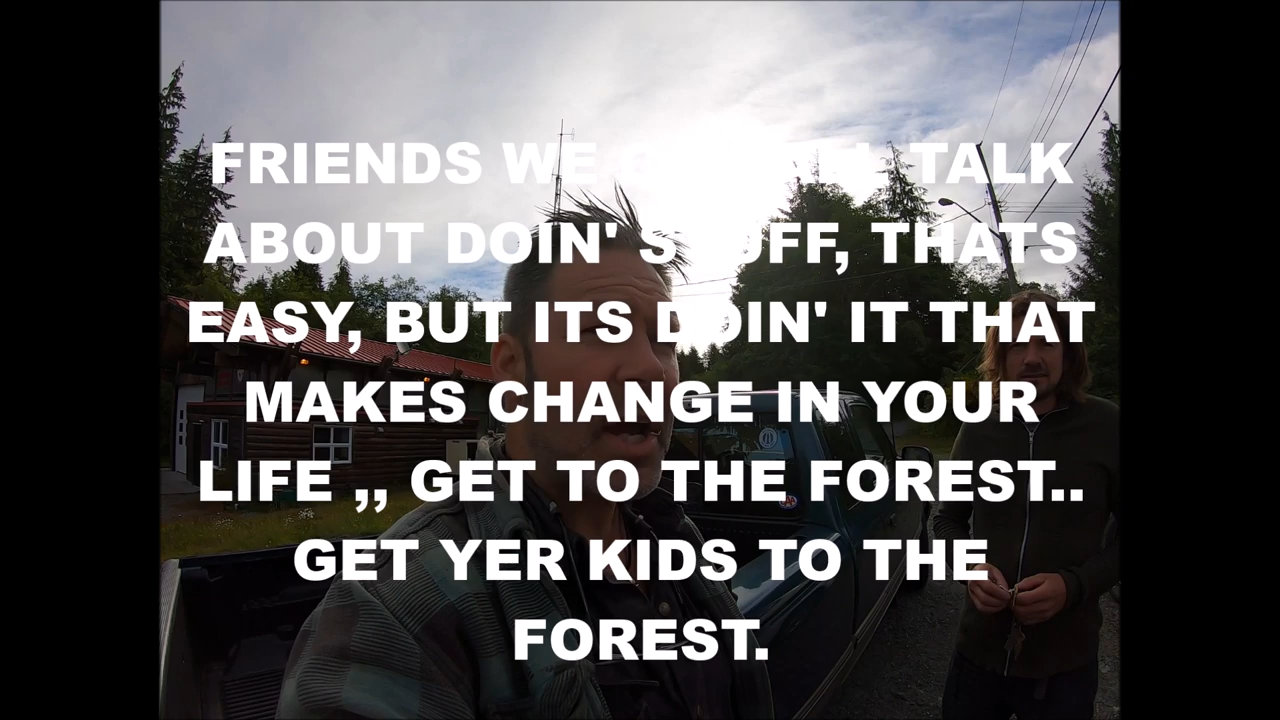 FRIENDS WE TALK
ABOUT DOIN' STUFF, THATS
EASY, BUT ITS DOIN' IT THAT
MAKES CHANGE IN YOUR
LIFE ,, GET TO THE FOREST..
GET YER KIDS TO THE
FOREST.